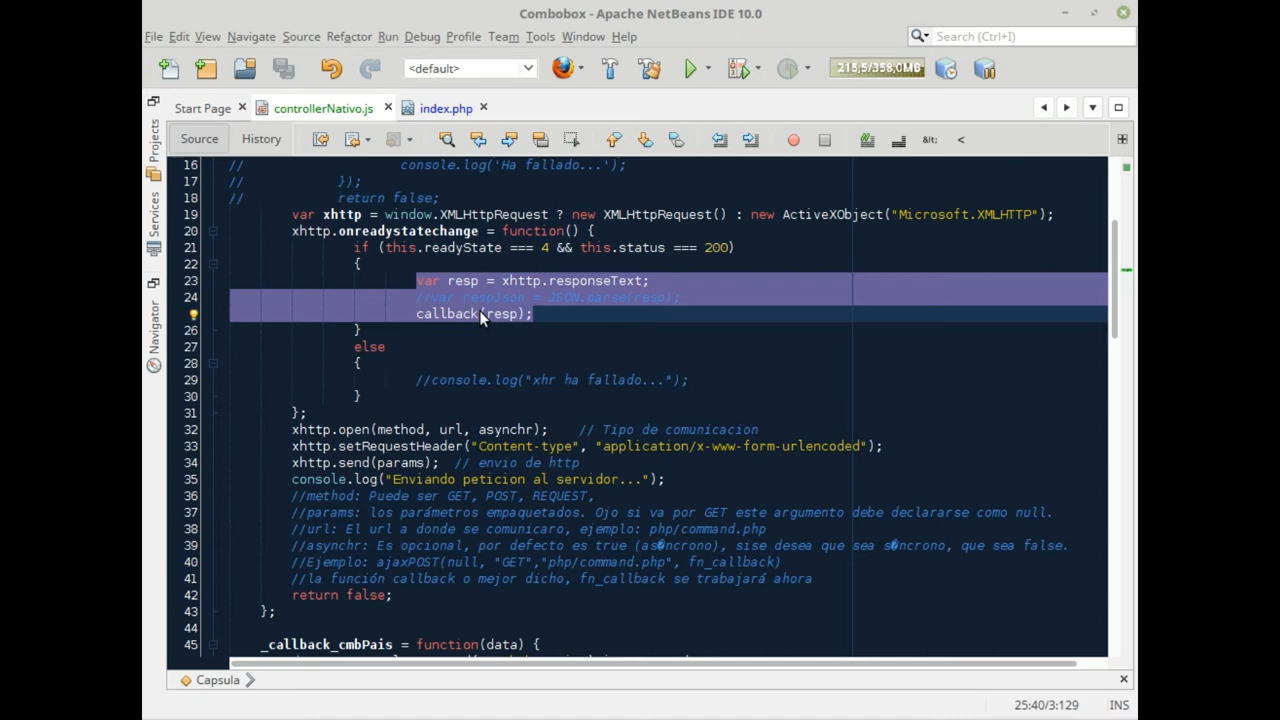 Combobox - Apache NetBeans IDE 10.0
File Edit View Navigate Source Refactor Run Debug Profile Team Tools Window Help
Search (Ctrl+I)
<default>
215,5/358,0MB
Start Page
controllerNativo.js
index.php
Source
History
Projects
Services
Navigator
16 // console.log('Ha fallado...');
17 // });
18 // return false;
19 var xhttp = window.XMLHttpRequest ? new XMLHttpRequest() : new ActiveXObject("Microsoft.XMLHTTP");
20 xhttp.onreadystatechange = function() {
21 if (this.readyState === 4 && this.status === 200)
22 {
23 var resp = xhttp.responseText;
24 //var respJson = JSON.parse(resp);
callback(resp);
26 }
27 else
28 {
29 //console.log("xhr ha fallado...");
30 }
31 };
32 xhttp.open(method, url, asynchr); // Tipo de comunicacion
33 xhttp.setRequestHeader("Content-type", "application/x-www-form-urlencoded");
34 xhttp.send(params); // envio de http
35 console.log("Enviando peticion al servidor...");
36 //method: Puede ser GET, POST, REQUEST,
37 //params: los parámetros empaquetados. Ojo si va por GET este argumento debe declararse como null.
38 //url: El url a donde se comunicaro, ejemplo: php/command.php
39 //asynchr: Es opcional, por defecto es true (as�ncrono), sise desea que sea s�ncrono, que sea false.
40 //Ejemplo: ajaxPOST(null, "GET","php/command.php", fn_callback)
41 //la función callback o mejor dicho, fn_callback se trabajará ahora
42 return false;
43 };
44
45 _callback_cmbPais = function(data) {
Capsula
25:40/3:129 INS